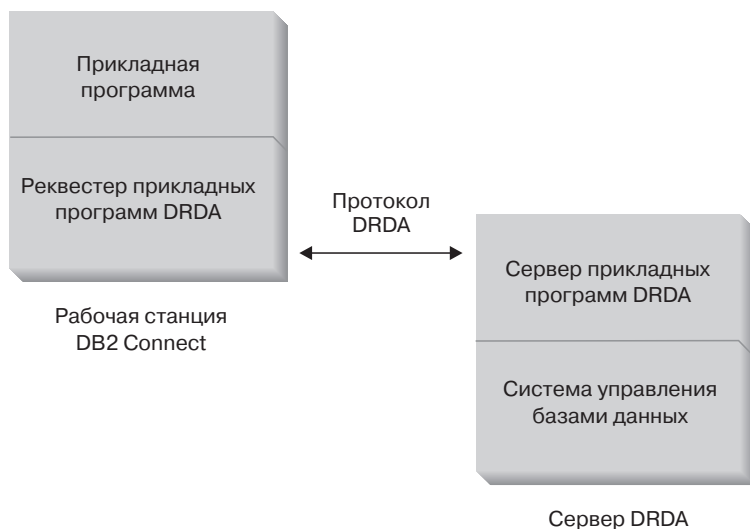 Прикладная
программа
Реквестер прикладных
программ DRDA
Рабочая станция
DB2 Connect
Протокол
DRDA
Сервер прикладных
программ DRDA
Система управления
базами данных
Сервер DRDA